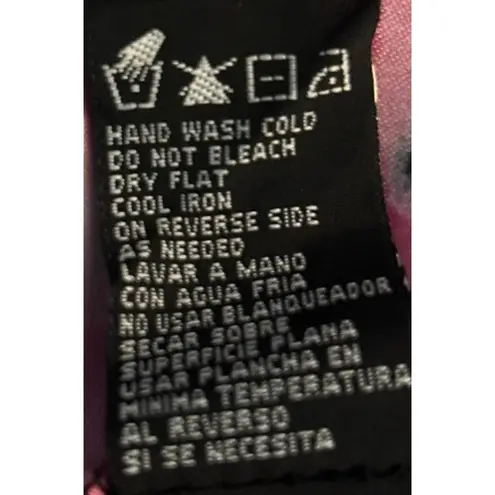 HAND WASH COLD
DO NOT BLEACH
DRY FLAT
COOL IRON
ON REVERSE SIDE
AS NEEDED
LAVAR A MANO
CON AGUA FRIA
NO USAR BLANQUEADOR
SECAR SOBRE
SUPERFICIE PLANA
USAR PLANCHA EN
MINIMA TEMPERATURA
AL REVERSO
SI SE NECESITA